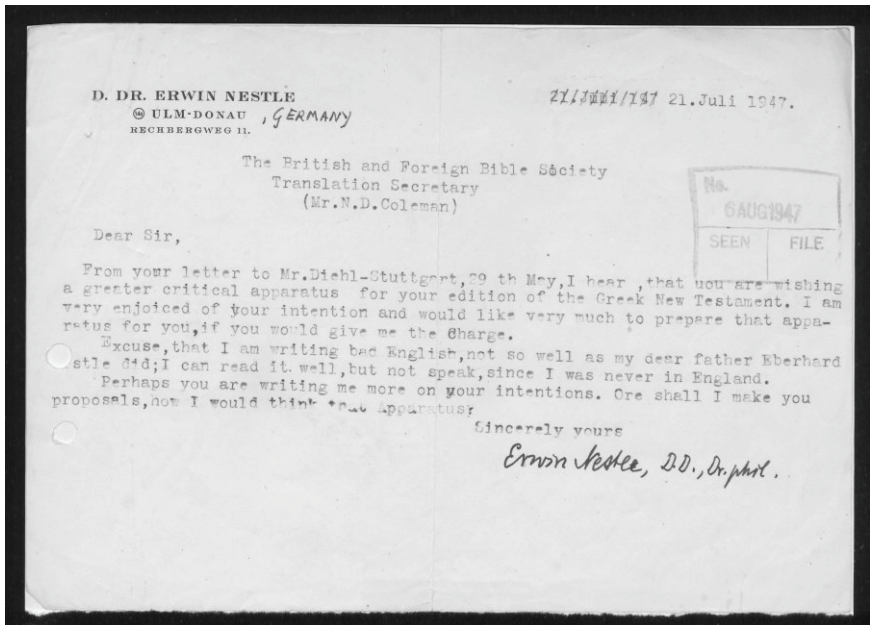 D. DR. ERWIN NESTLE
ULM-DONAU , GERMANY
RECHBERGWEG 11.
21. Juli 1947.
The British and Foreign Bible Society
Translation Secretary
(Mr.N.D.Coleman)
No.
6 AUG 1947
SEEN FILE
Dear Sir,
From your letter to Mr.Diehl-Stuttgart,29 th May,I hear ,that uou are wishing
a greater critical apparatus for your edition of the Greek New Testament. I am
very enjoiced of your intention and would like very much to prepare that appa-
ratus for you,if you would give me the Charge.
Excuse,that I am writing bad English,not so well as my dear father Eberhard
stle did;I can read it well,but not speak,since I was never in England.
Perhaps you are writing me more on your intentions. Ore shall I make you
proposals,how I would think that Apparatus?
Sincerely yours
Erwin Nestle, D.D., Dr. phil.